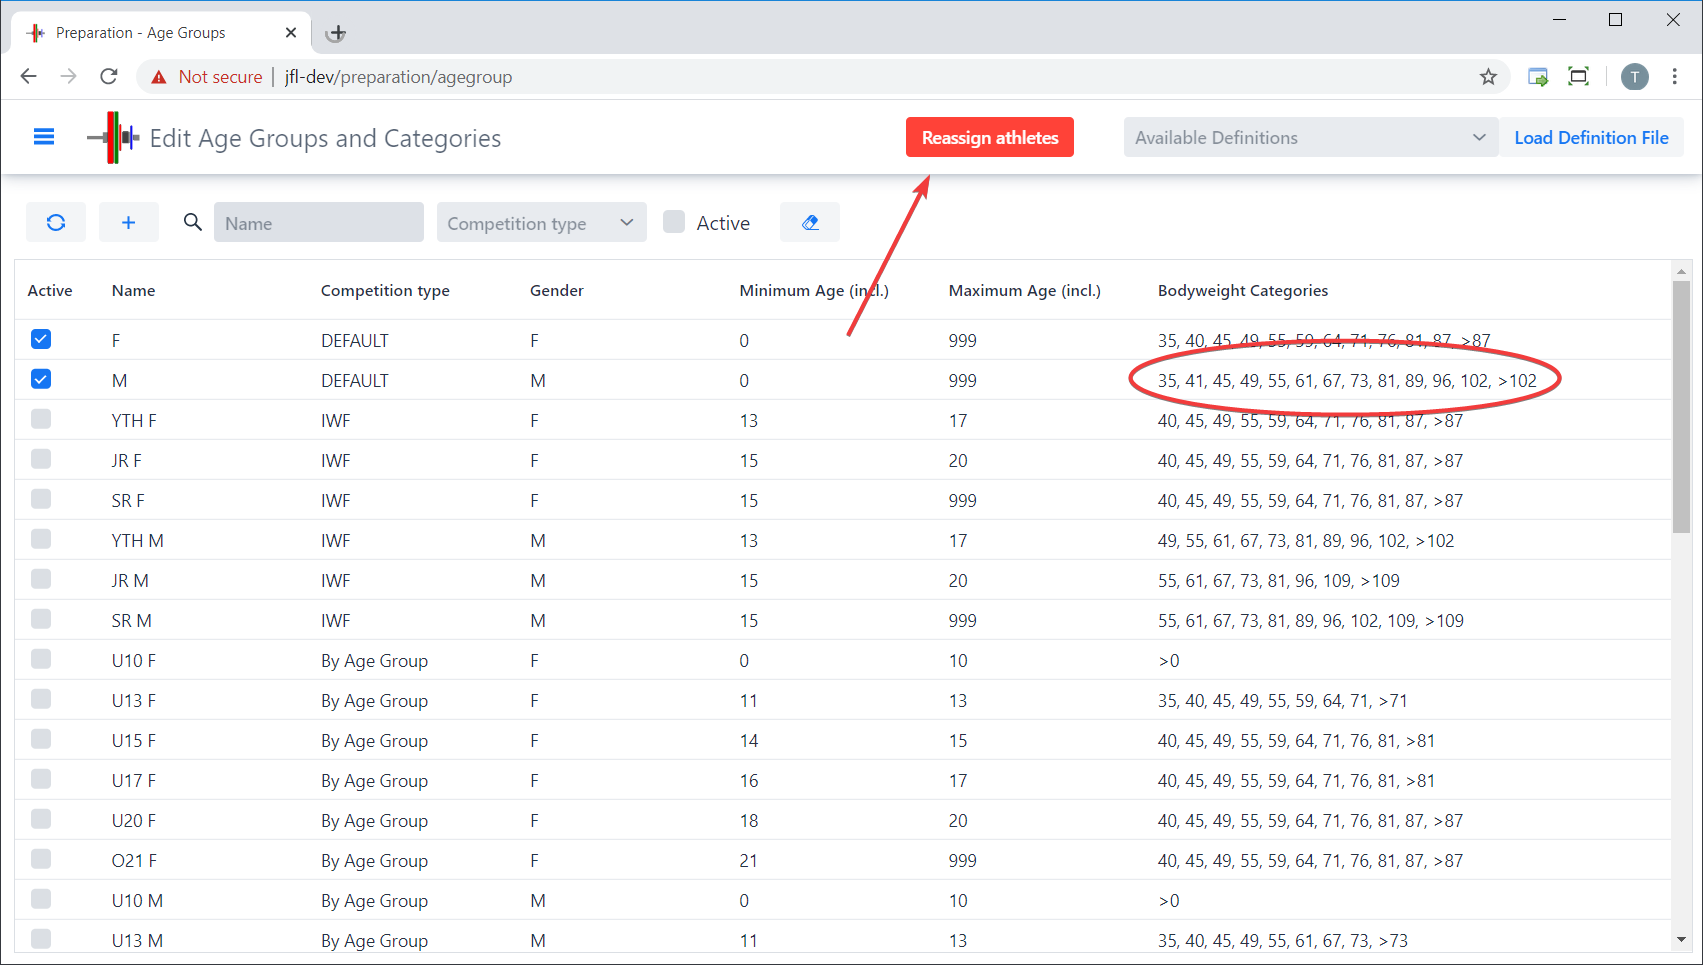 Preparation - Age Groups
Not secure | jfl-dev/preparation/agegroup
T
Edit Age Groups and Categories
Reassign athletes
Available Definitions
Load Definition File
Name
Competition type
Active
Active Name Competition type Gender Minimum Age (incl.) Maximum Age (incl.) Bodyweight Categories
F DEFAULT F 0 999 35, 40, 45, 49, 55, 59, 64, 71, 76, 81, 87, >87
M DEFAULT M 0 999 35, 41, 45, 49, 55, 61, 67, 73, 81, 89, 96, 102, >102
YTH F IWF F 13 17 40, 45, 49, 55, 59, 64, 71, 76, 81, 87, >87
JR F IWF F 15 20 40, 45, 49, 55, 59, 64, 71, 76, 81, 87, >87
SR F IWF F 15 999 40, 45, 49, 55, 59, 64, 71, 76, 81, 87, >87
YTH M IWF M 13 17 49, 55, 61, 67, 73, 81, 89, 96, 102, >102
JR M IWF M 15 20 55, 61, 67, 73, 81, 96, 109, >109
SR M IWF M 15 999 55, 61, 67, 73, 81, 89, 96, 102, 109, >109
U10 F By Age Group F 0 10 >0
U13 F By Age Group F 11 13 35, 40, 45, 49, 55, 59, 64, 71, >71
U15 F By Age Group F 14 15 40, 45, 49, 55, 59, 64, 71, 76, 81, >81
U17 F By Age Group F 16 17 40, 45, 49, 55, 59, 64, 71, 76, 81, >81
U20 F By Age Group F 18 20 40, 45, 49, 55, 59, 64, 71, 76, 81, 87, >87
O21 F By Age Group F 21 999 40, 45, 49, 55, 59, 64, 71, 76, 81, 87, >87
U10 M By Age Group M 0 10 >0
U13 M By Age Group M 11 13 35, 40, 45, 49, 55, 61, 67, 73, >73